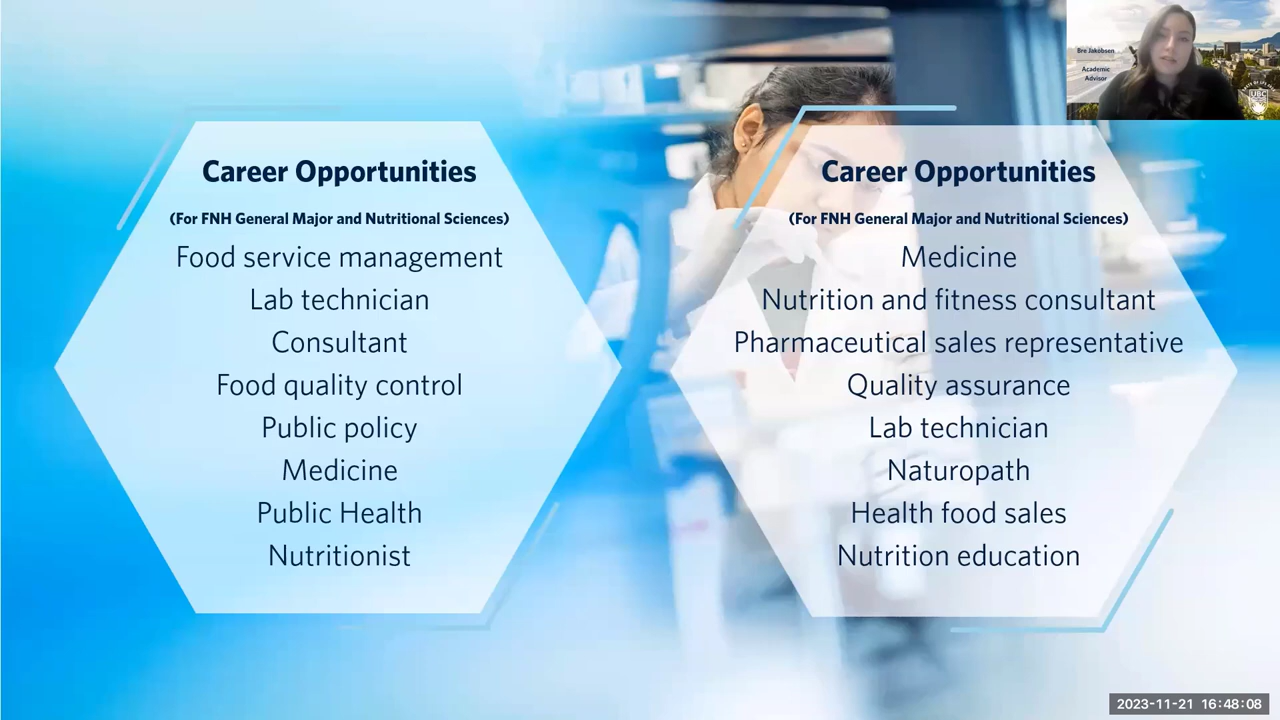 Career Opportunities
(For FNH General Major and Nutritional Sciences)
Food service management
Lab technician
Consultant
Food quality control
Public policy
Medicine
Public Health
Nutritionist
Career Opportunities
(For FNH General Major and Nutritional Sciences)
Medicine
Nutrition and fitness consultant
Pharmaceutical sales representative
Quality assurance
Lab technician
Naturopath
Health food sales
Nutrition education
Bre Jakobsen
Academic
Advisor
UBC
2023-11-21 16:48:08